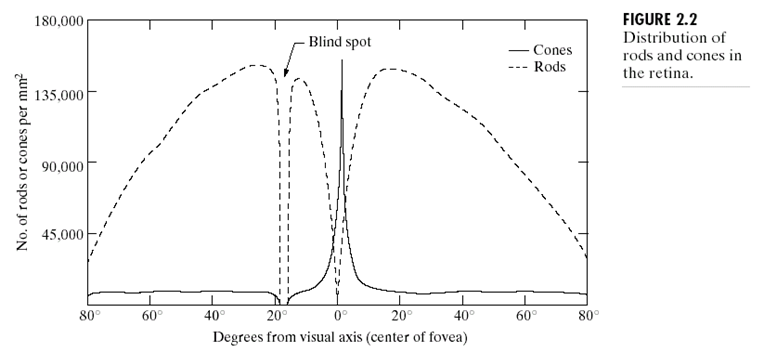 180,000
135,000
90,000
45,000
No. of rods or cones per mm²
Blind spot
Cones
Rods
80° 60° 40° 20° 0° 20° 40° 60° 80°
Degrees from visual axis (center of fovea)
FIGURE 2.2
Distribution of
rods and cones in
the retina.